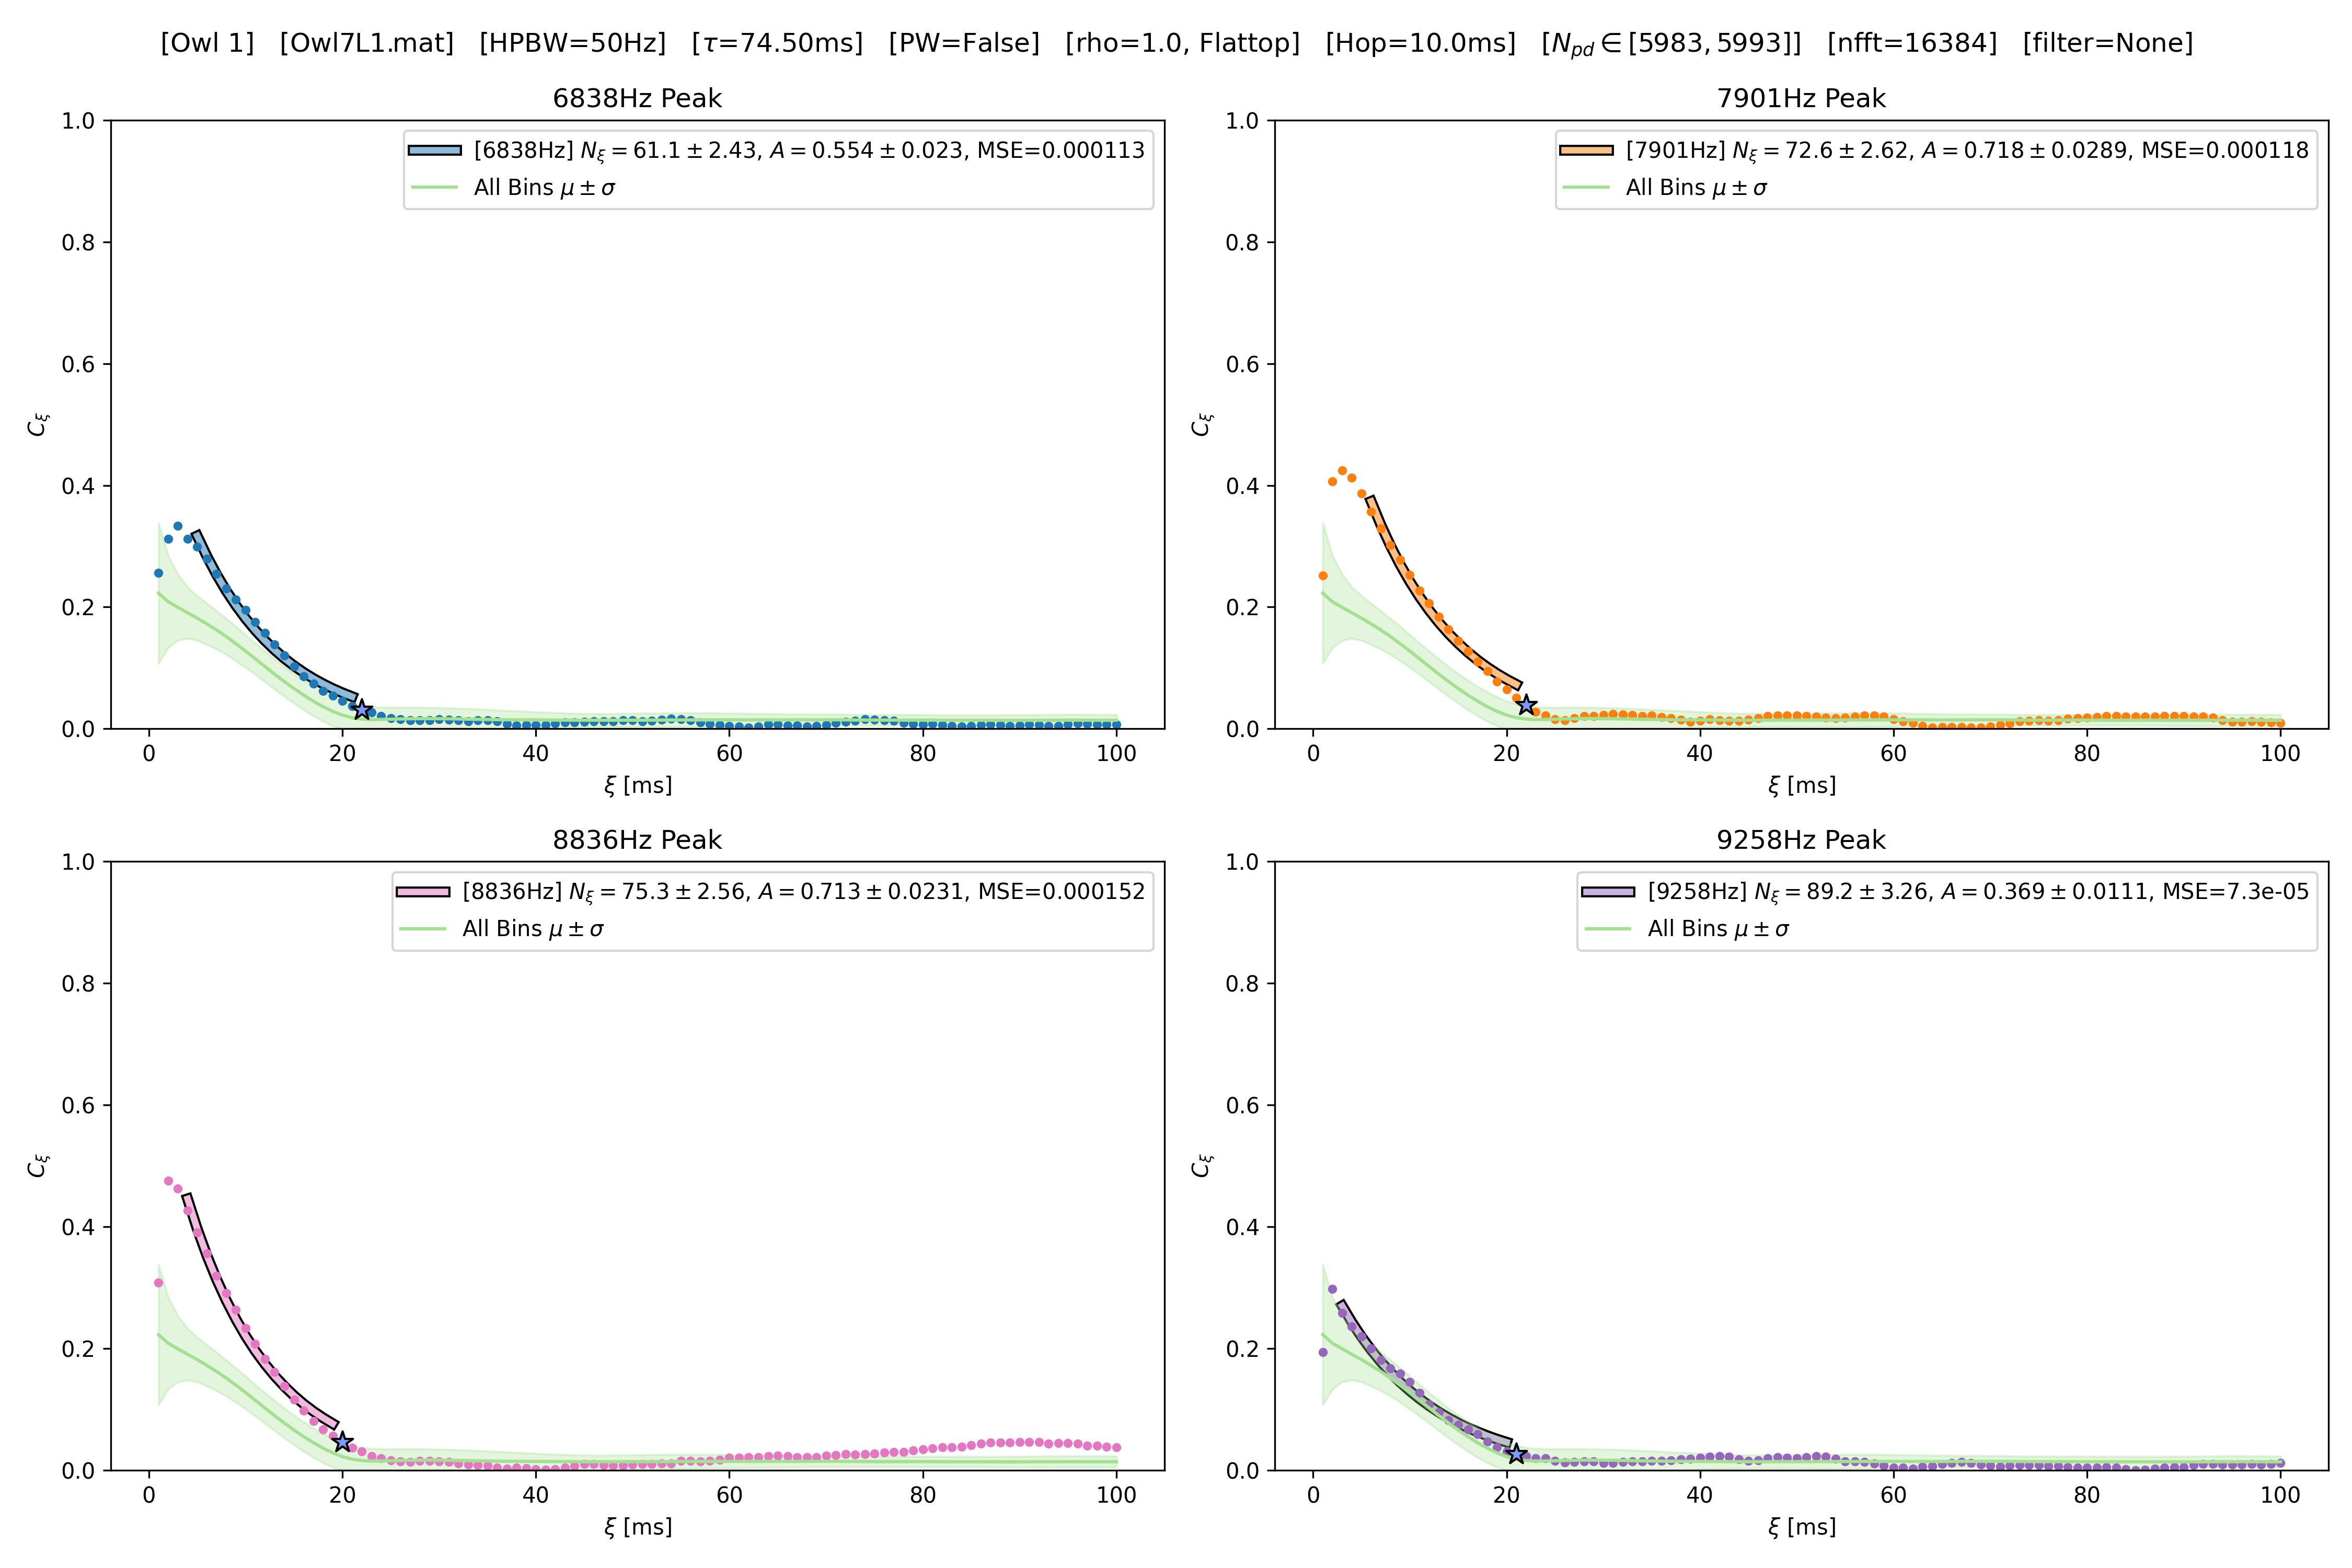 [Owl 1] [Owl7L1.mat] [HPBW=50Hz] [τ=74.50ms] [PW=False] [rho=1.0, Flattop] [Hop=10.0ms] [N_pd ∈ [5983, 5993]] [nfft=16384] [filter=None]
6838Hz Peak
[6838Hz] N_ξ = 61.1 ± 2.43, A = 0.554 ± 0.023, MSE=0.000113
All Bins μ ± σ
1.0
0.8
0.6
0.4
0.2
0.0
C_ξ
0 20 40 60 80 100
ξ [ms]
7901Hz Peak
[7901Hz] N_ξ = 72.6 ± 2.62, A = 0.718 ± 0.0289, MSE=0.000118
All Bins μ ± σ
1.0
0.8
0.6
0.4
0.2
0.0
C_ξ
0 20 40 60 80 100
ξ [ms]
8836Hz Peak
[8836Hz] N_ξ = 75.3 ± 2.56, A = 0.713 ± 0.0231, MSE=0.000152
All Bins μ ± σ
1.0
0.8
0.6
0.4
0.2
0.0
C_ξ
0 20 40 60 80 100
ξ [ms]
9258Hz Peak
[9258Hz] N_ξ = 89.2 ± 3.26, A = 0.369 ± 0.0111, MSE=7.3e-05
All Bins μ ± σ
1.0
0.8
0.6
0.4
0.2
0.0
C_ξ
0 20 40 60 80 100
ξ [ms]